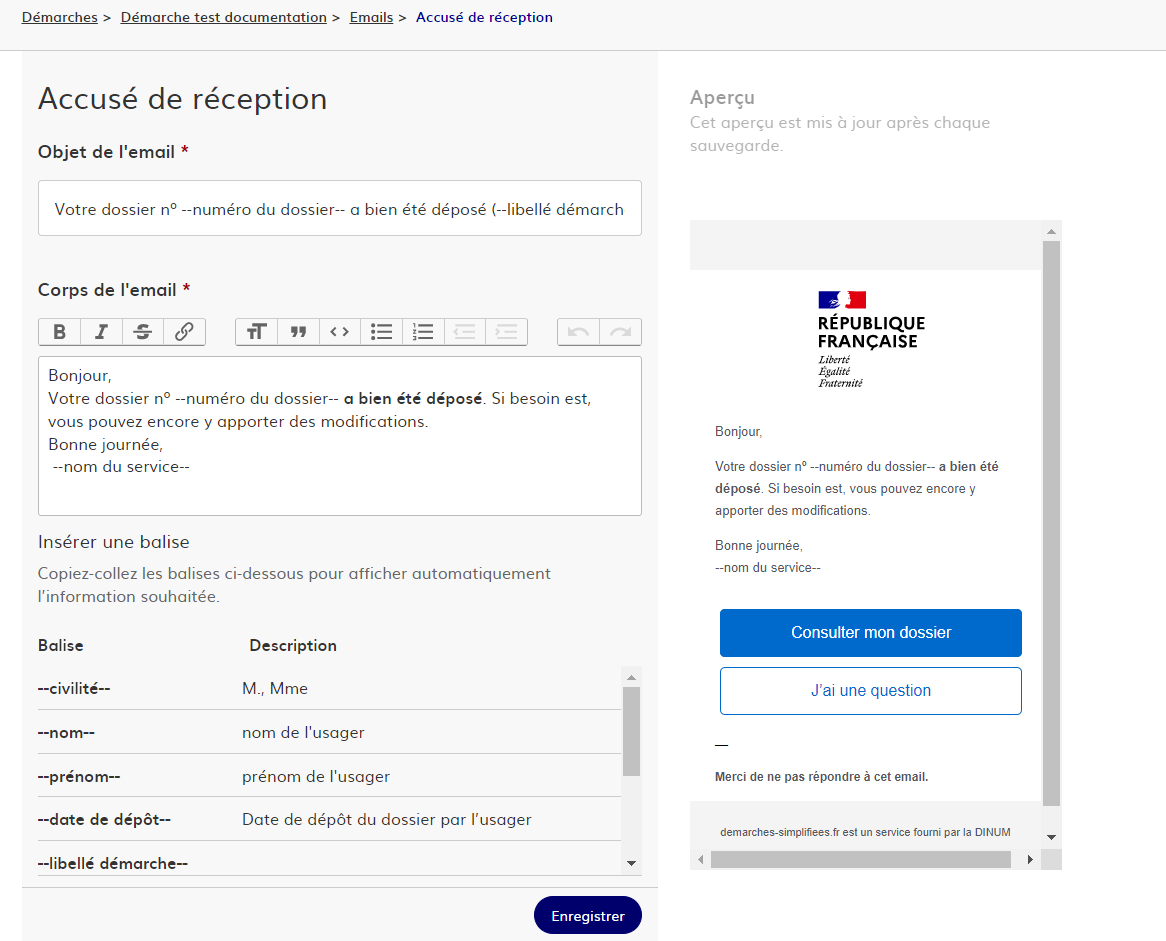 Démarches > Démarche test documentation > Emails > Accusé de réception
Accusé de réception
Objet de l'email *
Votre dossier nº --numéro du dossier-- a bien été déposé (--libellé démarch
Corps de l'email *
Bonjour,
Votre dossier nº --numéro du dossier-- a bien été déposé. Si besoin est,
vous pouvez encore y apporter des modifications.
Bonne journée,
--nom du service--
Insérer une balise
Copiez-collez les balises ci-dessous pour afficher automatiquement
l’information souhaitée.
Balise Description
--civilité-- M., Mme
--nom-- nom de l'usager
--prénom-- prénom de l'usager
--date de dépôt-- Date de dépôt du dossier par l’usager
--libellé démarche--
Enregistrer
Aperçu
Cet aperçu est mis à jour après chaque
sauvegarde.
RÉPUBLIQUE
FRANÇAISE
Liberté
Égalité
Fraternité
Bonjour,
Votre dossier nº --numéro du dossier-- a bien été
déposé. Si besoin est, vous pouvez encore y
apporter des modifications.
Bonne journée,
--nom du service--
Consulter mon dossier
J’ai une question
—
Merci de ne pas répondre à cet email.
demarches-simplifiees.fr est un service fourni par la DINUM